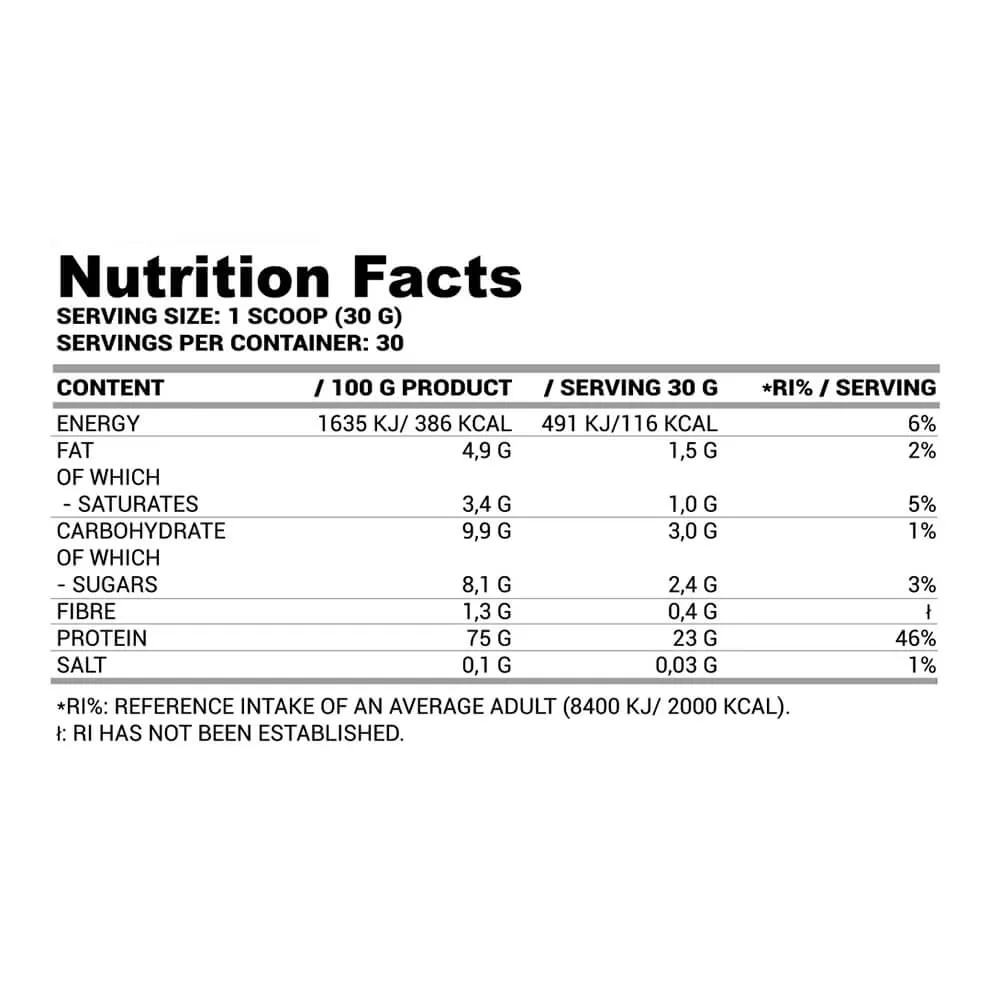 Nutrition Facts
SERVING SIZE: 1 SCOOP (30 G)
SERVINGS PER CONTAINER: 30
CONTENT / 100 G PRODUCT / SERVING 30 G *RI% / SERVING
ENERGY 1635 KJ/ 386 KCAL 491 KJ/116 KCAL 6%
FAT 4,9 G 1,5 G 2%
OF WHICH
- SATURATES 3,4 G 1,0 G 5%
CARBOHYDRATE 9,9 G 3,0 G 1%
OF WHICH
- SUGARS 8,1 G 2,4 G 3%
FIBRE 1,3 G 0,4 G ł
PROTEIN 75 G 23 G 46%
SALT 0,1 G 0,03 G 1%
*RI%: REFERENCE INTAKE OF AN AVERAGE ADULT (8400 KJ/ 2000 KCAL).
ł: RI HAS NOT BEEN ESTABLISHED.